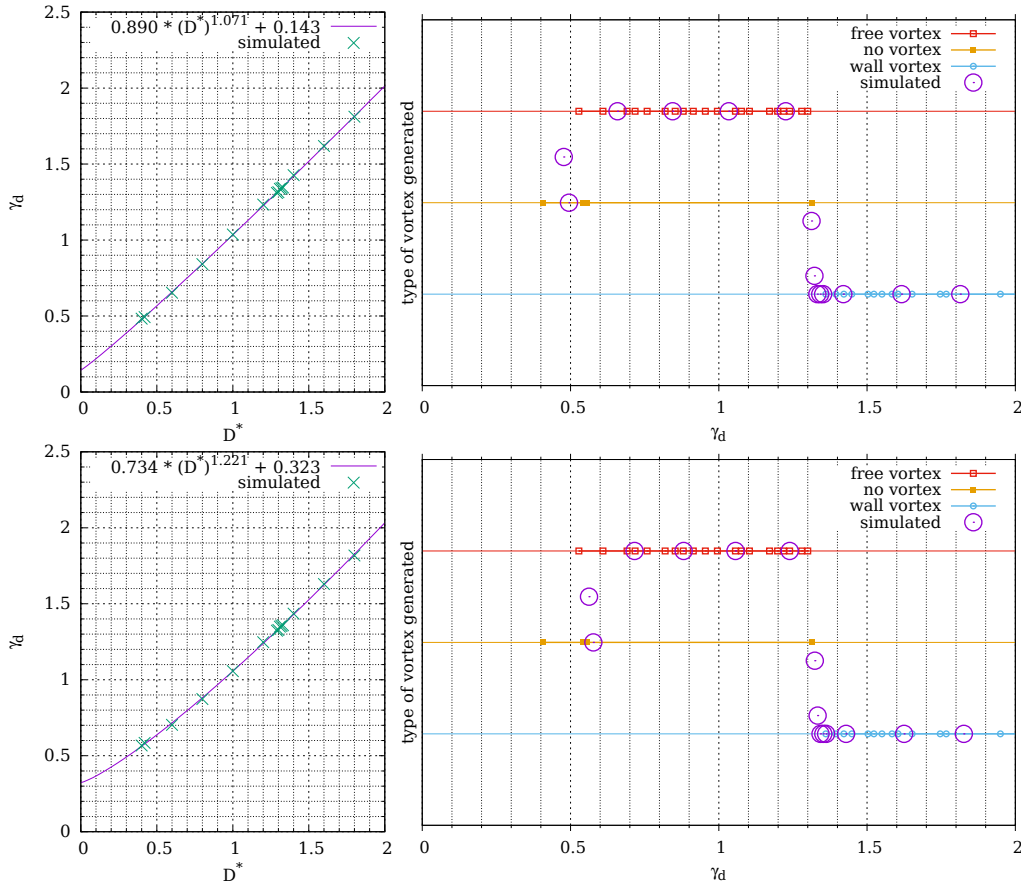 2.5
2
1.5
1
0.5
0
γd
0.890 * (D*)^1.071 + 0.143
simulated
0 0.5 1 1.5 2
D*
type of vortex generated
free vortex
no vortex
wall vortex
simulated
0 0.5 1 1.5 2
γd
2.5
2
1.5
1
0.5
0
γd
0.734 * (D*)^1.221 + 0.323
simulated
0 0.5 1 1.5 2
D*
type of vortex generated
free vortex
no vortex
wall vortex
simulated
0 0.5 1 1.5 2
γd